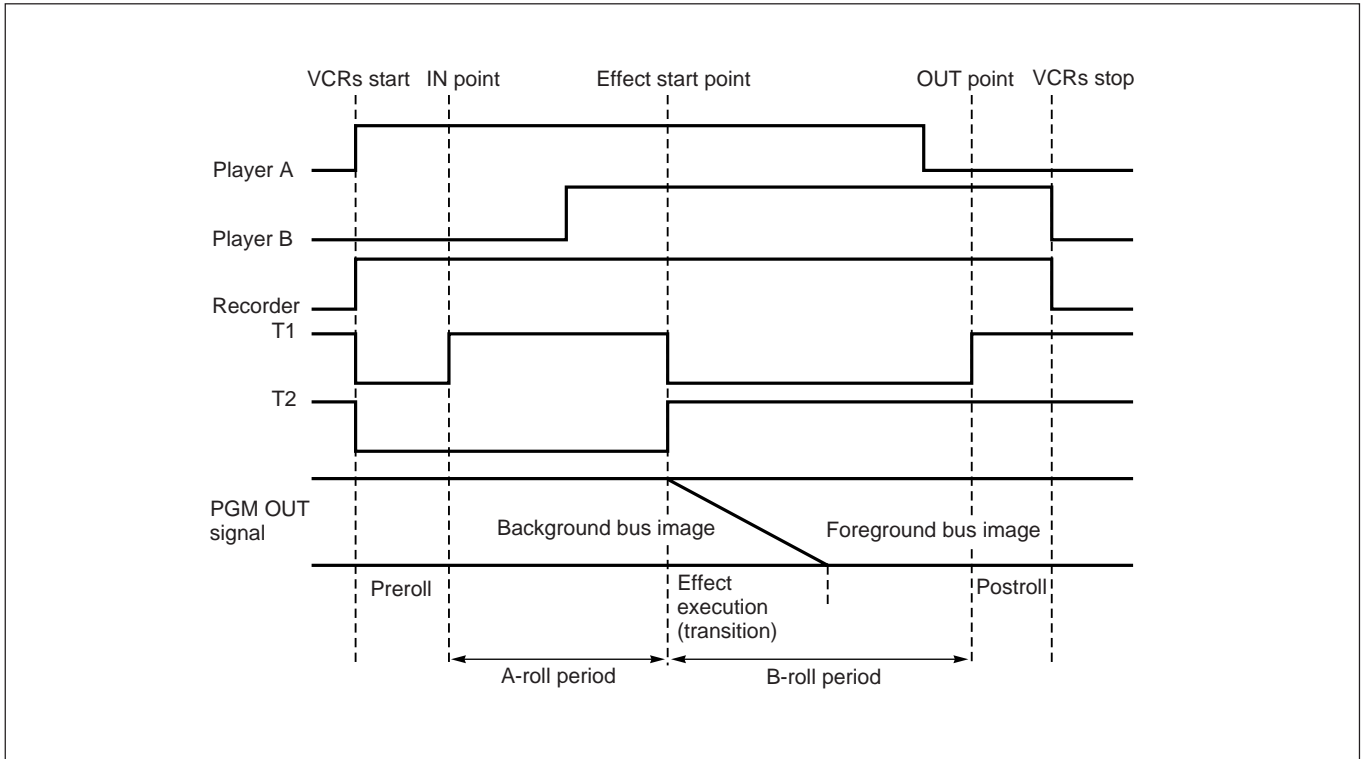 VCRs start IN point Effect start point OUT point VCRs stop
Player A
Player B
Recorder
T1
T2
PGM OUT
signal
Background bus image Foreground bus image
Preroll
Effect
execution
(transition)
Postroll
A-roll period B-roll period